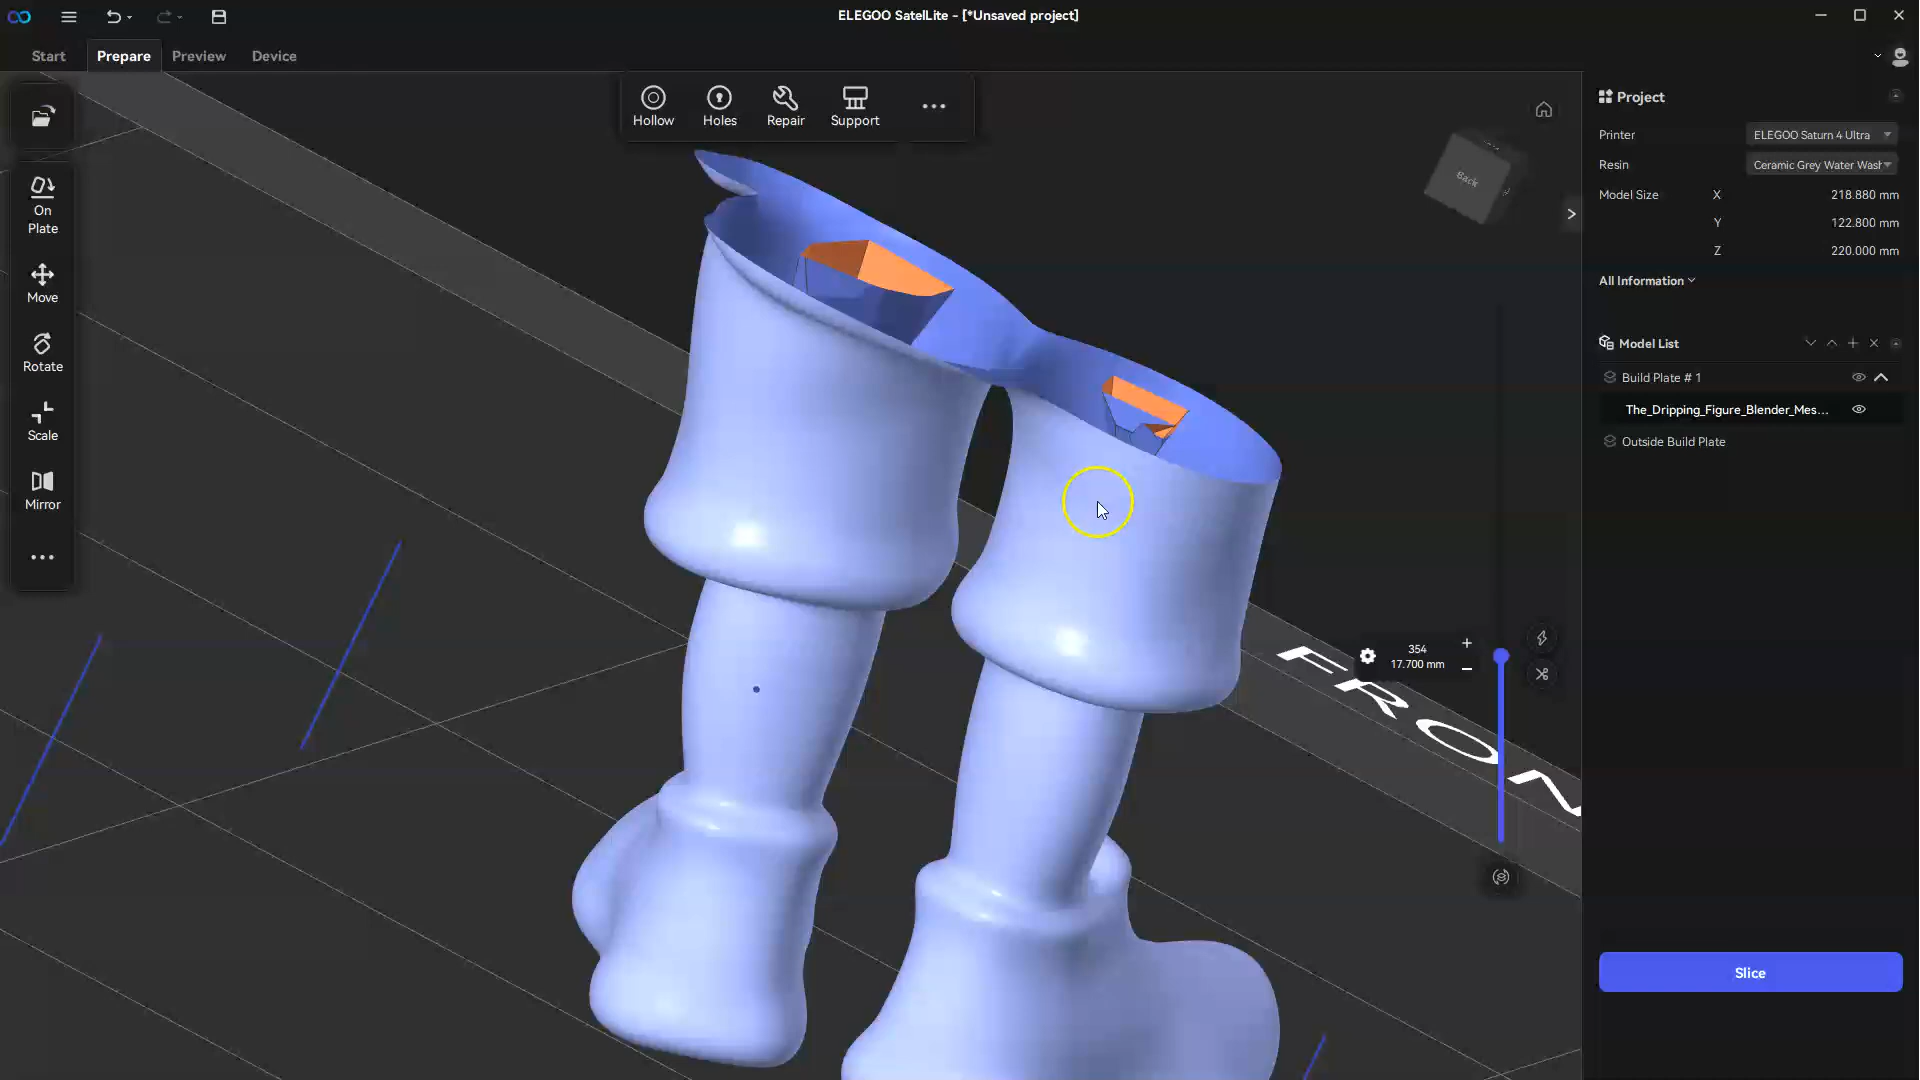 ELEGOO SatelLite - [*Unsaved project]
Start
Prepare
Preview
Device
Hollow
Holes
Repair
Support
On
Plate
Move
Rotate
Scale
Mirror
Back
354
17.700 mm
FRON
Project
Printer
ELEGOO Saturn 4 Ultra
Resin
Ceramic Grey Water Wash
Model Size
X
218.880 mm
Y
122.800 mm
Z
220.000 mm
All Information
Model List
Build Plate # 1
The_Dripping_Figure_Blender_Mes...
Outside Build Plate
Slice